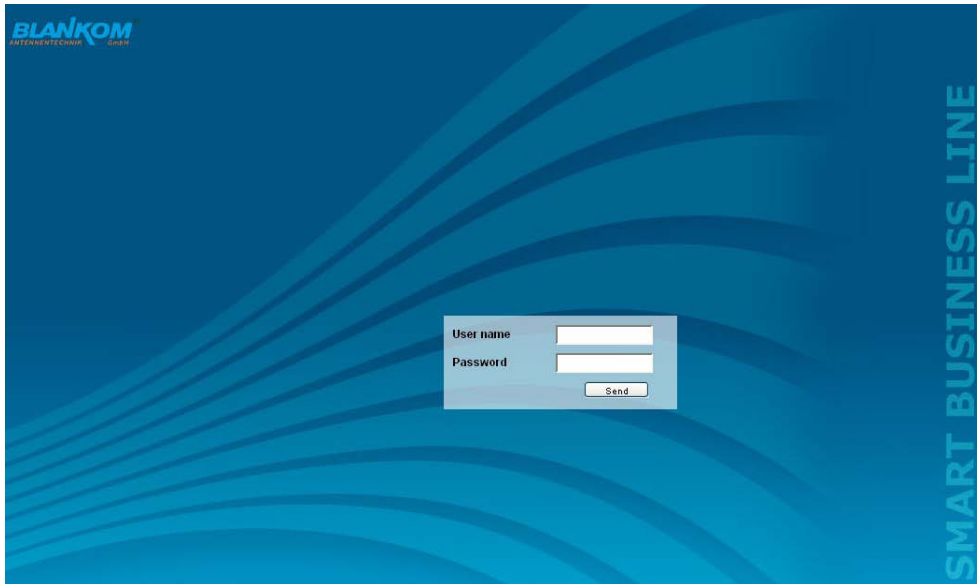 BLANKOM
ANTENNENTECHNIK GmbH
User name
Password
Send
SMART BUSINESS LINE